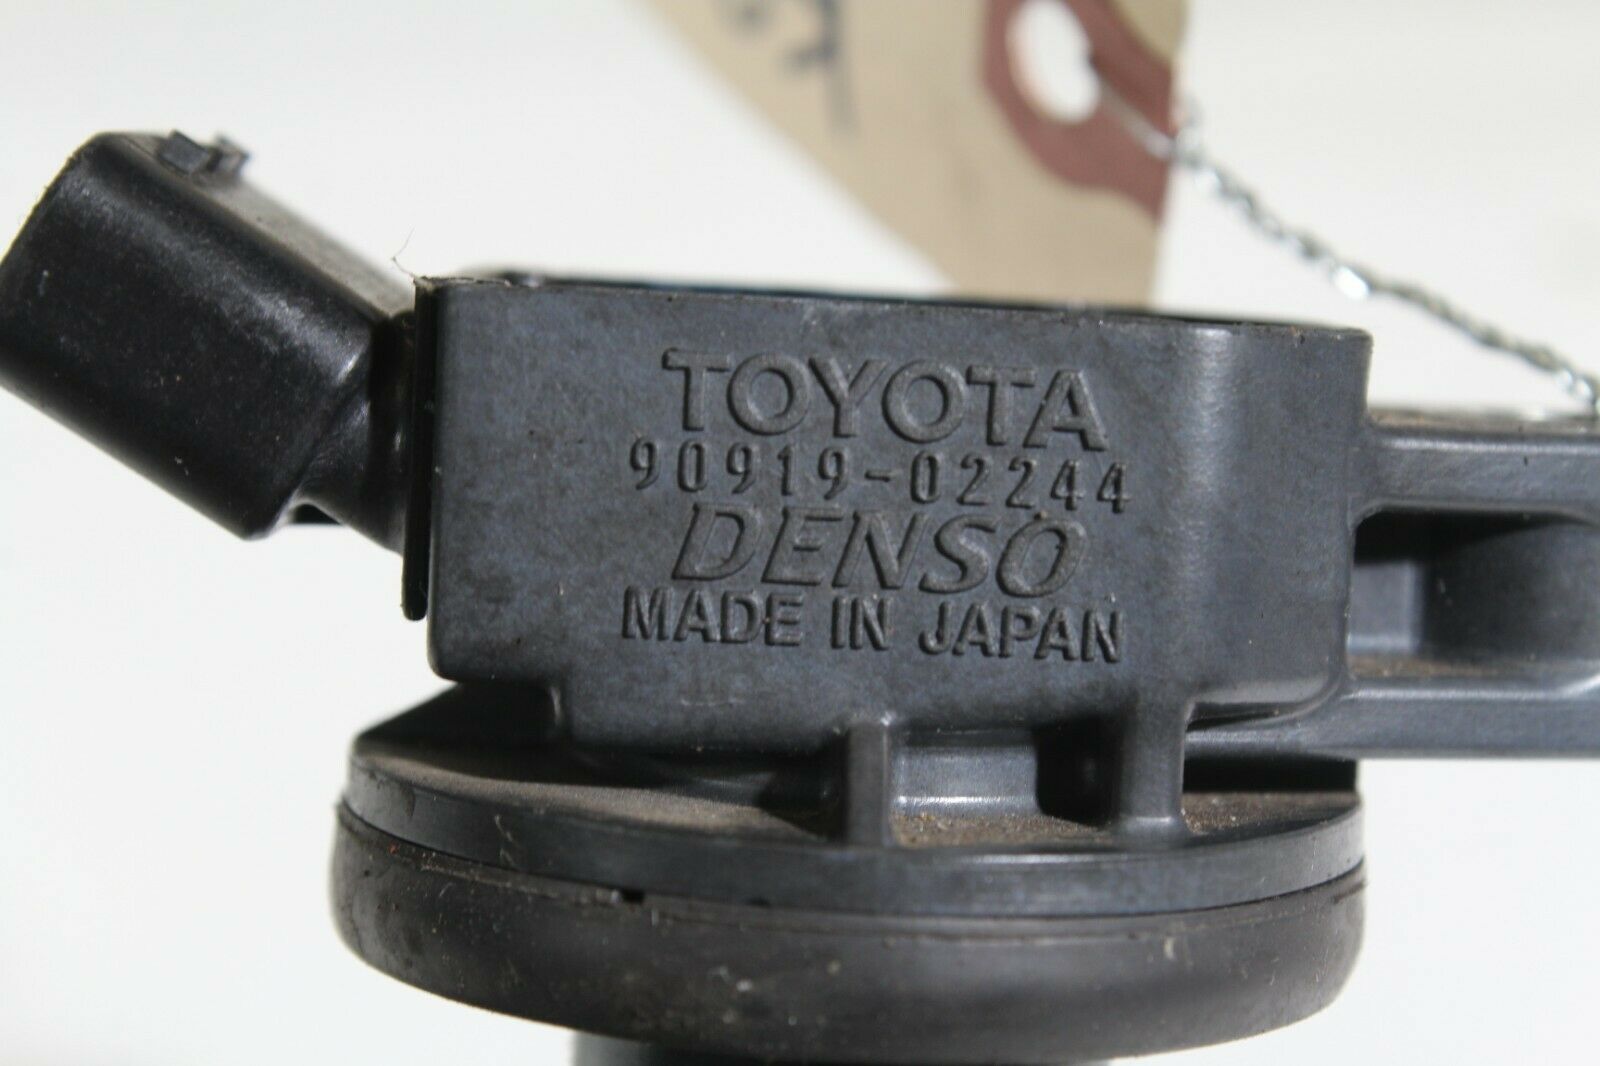 TOYOTA
90919-02244
DENSO
MADE IN JAPAN